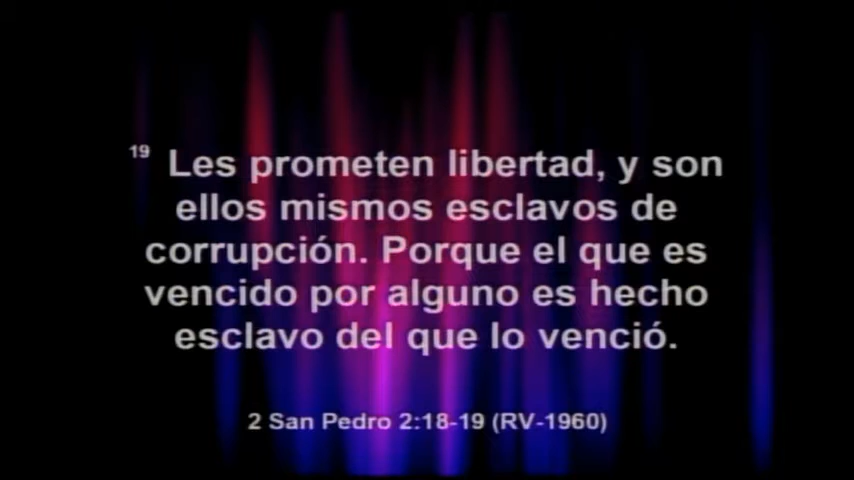 19 Les prometen libertad, y son
ellos mismos esclavos de
corrupción. Porque el que es
vencido por alguno es hecho
esclavo del que lo venció.
2 San Pedro 2:18-19 (RV-1960)